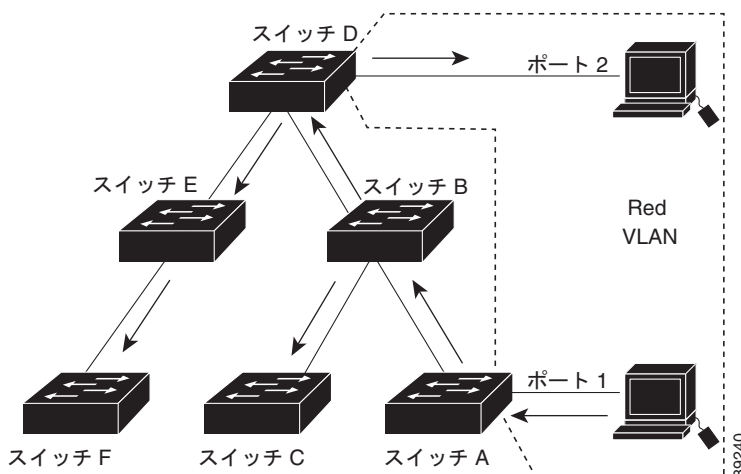 スイッチ D
ポート 2
スイッチ E
スイッチ B
Red
VLAN
ポート 1
スイッチ F
スイッチ C
スイッチ A